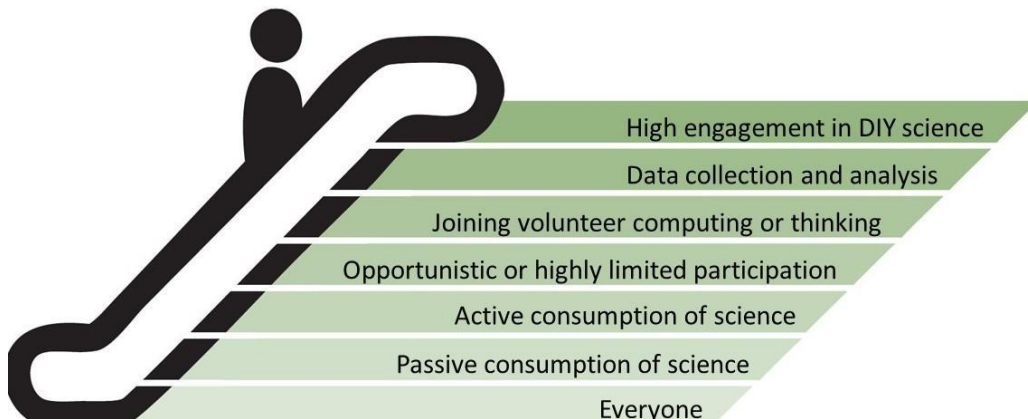 High engagement in DIY science
Data collection and analysis
Joining volunteer computing or thinking
Opportunistic or highly limited participation
Active consumption of science
Passive consumption of science
Everyone